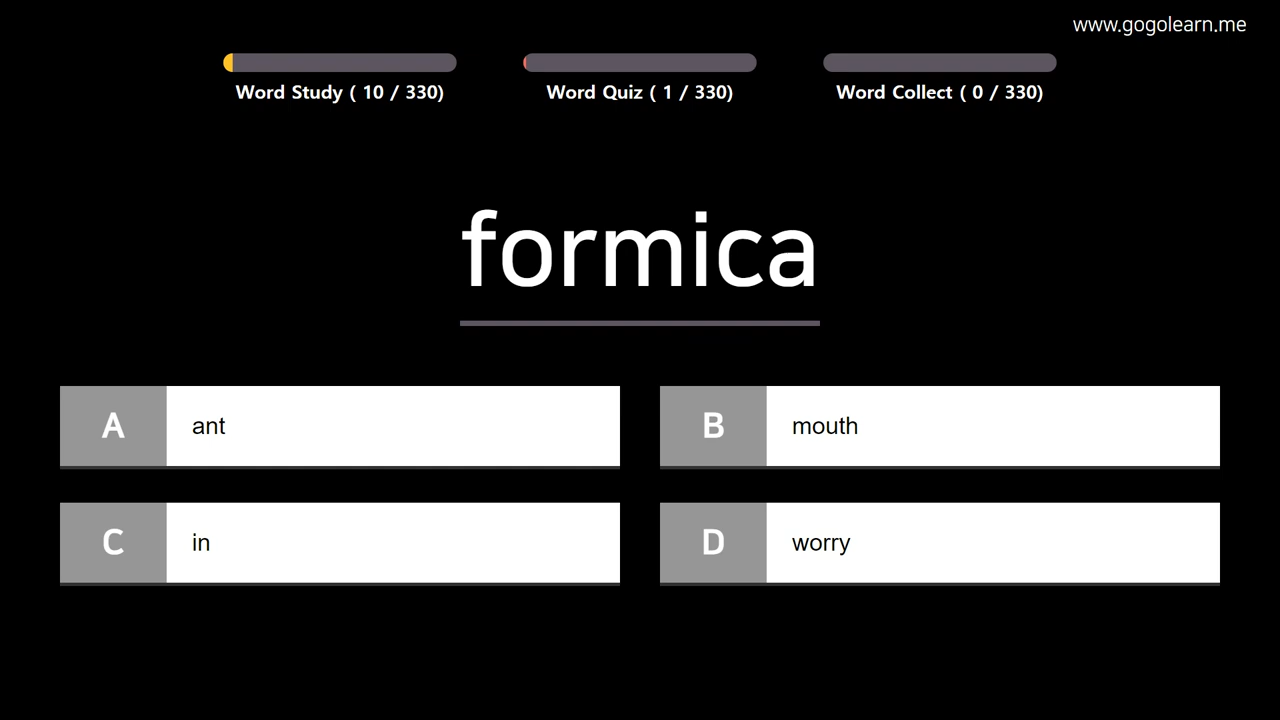 www.gogolearn.me
Word Study ( 10 / 330)
Word Quiz ( 1 / 330)
Word Collect ( 0 / 330)
formica
A ant
B mouth
C in
D worry